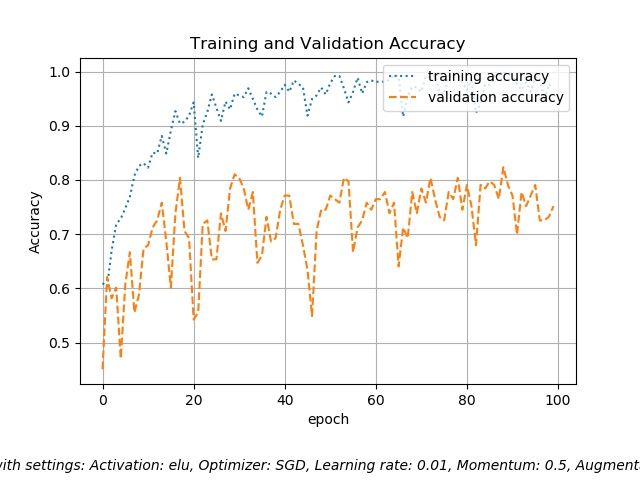 Training and Validation Accuracy
training accuracy
validation accuracy
1.0
0.9
0.8
0.7
0.6
0.5
Accuracy
0 20 40 60 80 100
epoch
with settings: Activation: elu, Optimizer: SGD, Learning rate: 0.01, Momentum: 0.5,